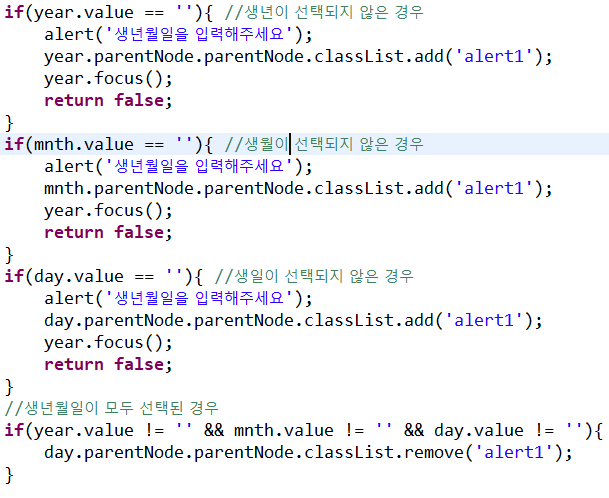 if(year.value == ''){ //생년이 선택되지 않은 경우
    alert('생년월일을 입력해주세요');
    year.parentNode.parentNode.classList.add('alert1');
    year.focus();
    return false;
}
if(mnth.value == ''){ //생월이 선택되지 않은 경우
    alert('생년월일을 입력해주세요');
    mnth.parentNode.parentNode.classList.add('alert1');
    year.focus();
    return false;
}
if(day.value == ''){ //생일이 선택되지 않은 경우
    alert('생년월일을 입력해주세요');
    day.parentNode.parentNode.classList.add('alert1');
    year.focus();
    return false;
}
//생년월일이 모두 선택된 경우
if(year.value != '' && mnth.value != '' && day.value != ''){
    day.parentNode.parentNode.classList.remove('alert1');
}